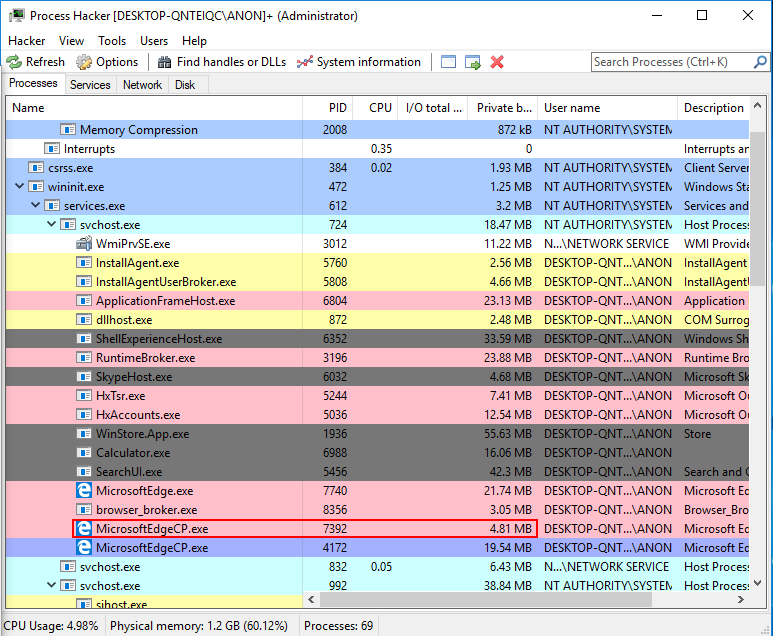 Process Hacker [DESKTOP-QNTEIQC\ANON]+ (Administrator)
Hacker View Tools Users Help
Refresh Options Find handles or DLLs System information Search Processes (Ctrl+K)
Processes Services Network Disk
Name PID CPU I/O total ... Private b... User name Description
Memory Compression 2008 872 kB NT AUTHORITY\SYSTEM
Interrupts 0.35 0 Interrupts an
csrss.exe 384 0.02 1.93 MB NT AUTHORITY\SYSTEM Client Server
wininit.exe 472 1.25 MB NT AUTHORITY\SYSTEM Windows Sta
services.exe 612 3.2 MB NT AUTHORITY\SYSTEM Services and
svchost.exe 724 18.47 MB NT AUTHORITY\SYSTEM Host Process
WmiPrvSE.exe 3012 11.22 MB N...\NETWORK SERVICE WMI Provide
InstallAgent.exe 5760 2.56 MB DESKTOP-QNT...\ANON InstallAgent
InstallAgentUserBroker.exe 5808 4.66 MB DESKTOP-QNT...\ANON InstallAgentU
ApplicationFrameHost.exe 6804 23.13 MB DESKTOP-QNT...\ANON Application
dllhost.exe 872 2.48 MB DESKTOP-QNT...\ANON COM Surrog
ShellExperienceHost.exe 6352 33.59 MB DESKTOP-QNT...\ANON Windows Sh
RuntimeBroker.exe 3196 23.88 MB DESKTOP-QNT...\ANON Runtime Bro
SkypeHost.exe 6032 4.68 MB DESKTOP-QNT...\ANON Microsoft Sk
HxTsr.exe 5244 7.41 MB DESKTOP-QNT...\ANON Microsoft Ou
HxAccounts.exe 5036 12.54 MB DESKTOP-QNT...\ANON Microsoft Ou
WinStore.App.exe 1936 55.63 MB DESKTOP-QNT...\ANON Store
Calculator.exe 6988 16.06 MB DESKTOP-QNT...\ANON
SearchUI.exe 5456 42.3 MB DESKTOP-QNT...\ANON Search and C
MicrosoftEdge.exe 7740 21.74 MB DESKTOP-QNT...\ANON Microsoft Ed
browser_broker.exe 8356 3.05 MB DESKTOP-QNT...\ANON Browser_Bro
MicrosoftEdgeCP.exe 7392 4.81 MB DESKTOP-QNT...\ANON Microsoft Ed
MicrosoftEdgeCP.exe 4172 19.54 MB DESKTOP-QNT...\ANON Microsoft Ed
svchost.exe 832 0.05 6.43 MB N...\NETWORK SERVICE Host Process
svchost.exe 992 38.84 MB NT AUTHORITY\SYSTEM Host Process
sihost.exe
CPU Usage: 4.98% Physical memory: 1.2 GB (60.12%) Processes: 69